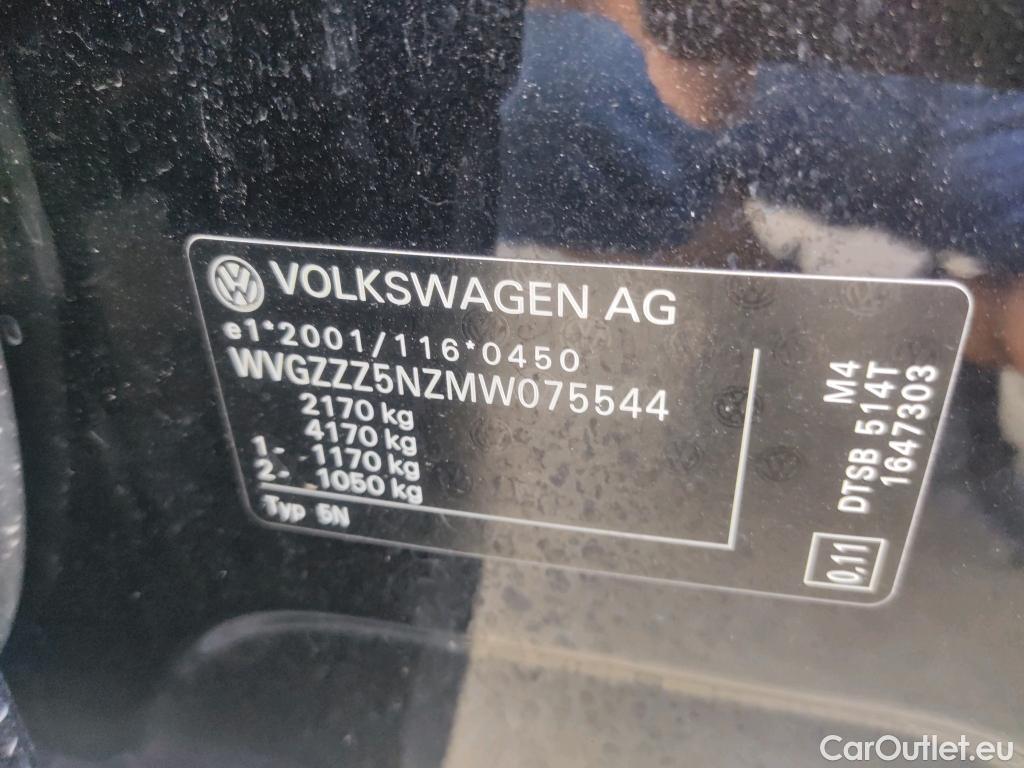 VOLKSWAGEN AG
e1*2001/116*0450
WVGZZZ5NZMW075544
2170 kg
4170 kg
1- 1170 kg
2- 1050 kg
Typ 5N
M4
DTSB 514T
1647303
0.11
CarOutlet.eu